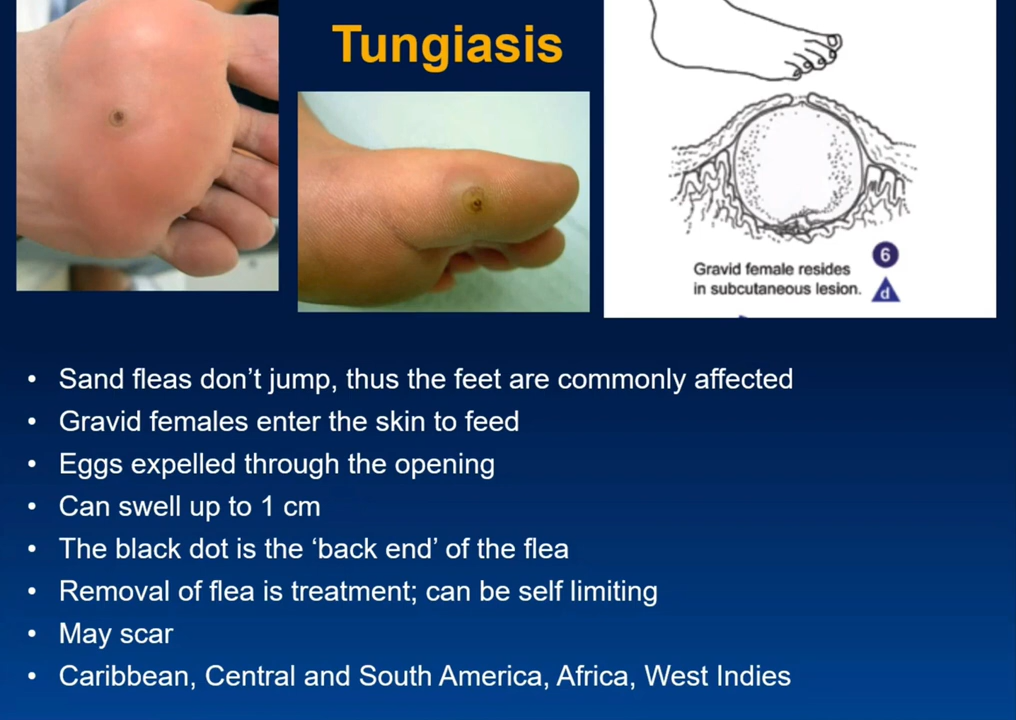 Tungiasis
Gravid female resides
in subcutaneous lesion.
6
d
• Sand fleas don’t jump, thus the feet are commonly affected
• Gravid females enter the skin to feed
• Eggs expelled through the opening
• Can swell up to 1 cm
• The black dot is the ‘back end’ of the flea
• Removal of flea is treatment; can be self limiting
• May scar
• Caribbean, Central and South America, Africa, West Indies